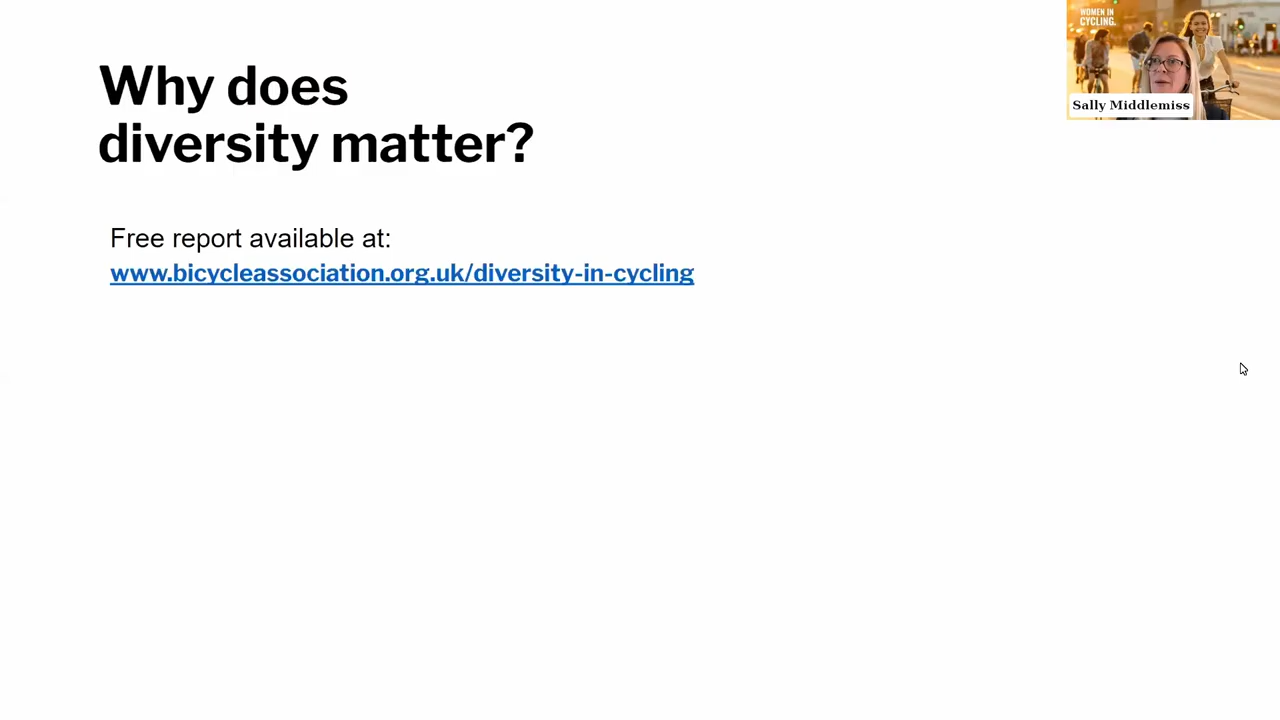 Why does
diversity matter?
Free report available at:
www.bicycleassociation.org.uk/diversity-in-cycling
WOMEN IN
CYCLING.
Sally Middlemiss